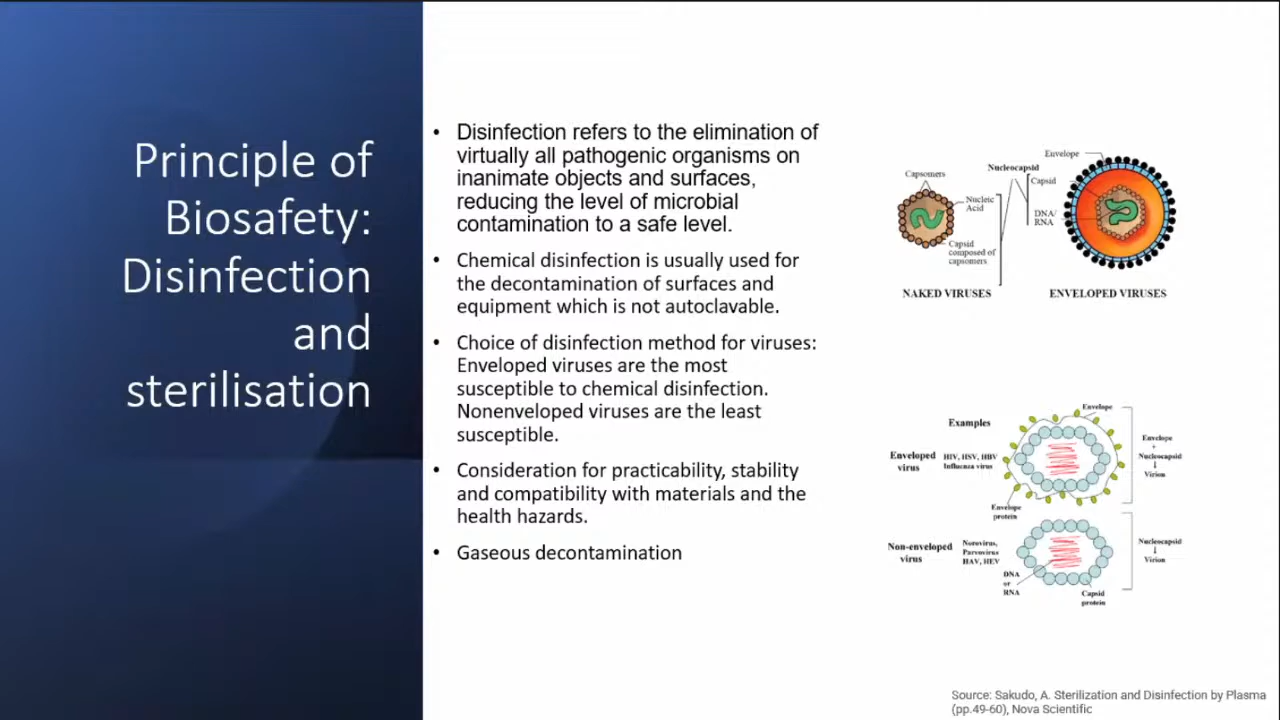 Principle of
Biosafety:
Disinfection
and
sterilisation
• Disinfection refers to the elimination of
virtually all pathogenic organisms on
inanimate objects and surfaces,
reducing the level of microbial
contamination to a safe level.
• Chemical disinfection is usually used for
the decontamination of surfaces and
equipment which is not autoclavable.
• Choice of disinfection method for viruses:
Enveloped viruses are the most
susceptible to chemical disinfection.
Nonenveloped viruses are the least
susceptible.
• Consideration for practicability, stability
and compatibility with materials and the
health hazards.
• Gaseous decontamination
Capsomers
Nucleic
Acid
Capsid
composed of
capsomers
NAKED VIRUSES
Envelope
Nucleocapsid
Capsid
DNA/
RNA
ENVELOPED VIRUSES
Examples
Enveloped
virus
HIV, HSV, HBV
Influenza virus
Envelope
Envelope
protein
Envelope
+
Nucleocapsid
↓
Virion
Non-enveloped
virus
Norovirus,
Parvovirus
HAV, HEV
DNA
or
RNA
Capsid
protein
Nucleocapsid
↓
Virion
Source: Sakudo, A. Sterilization and Disinfection by Plasma
(pp.49-60), Nova Scientific